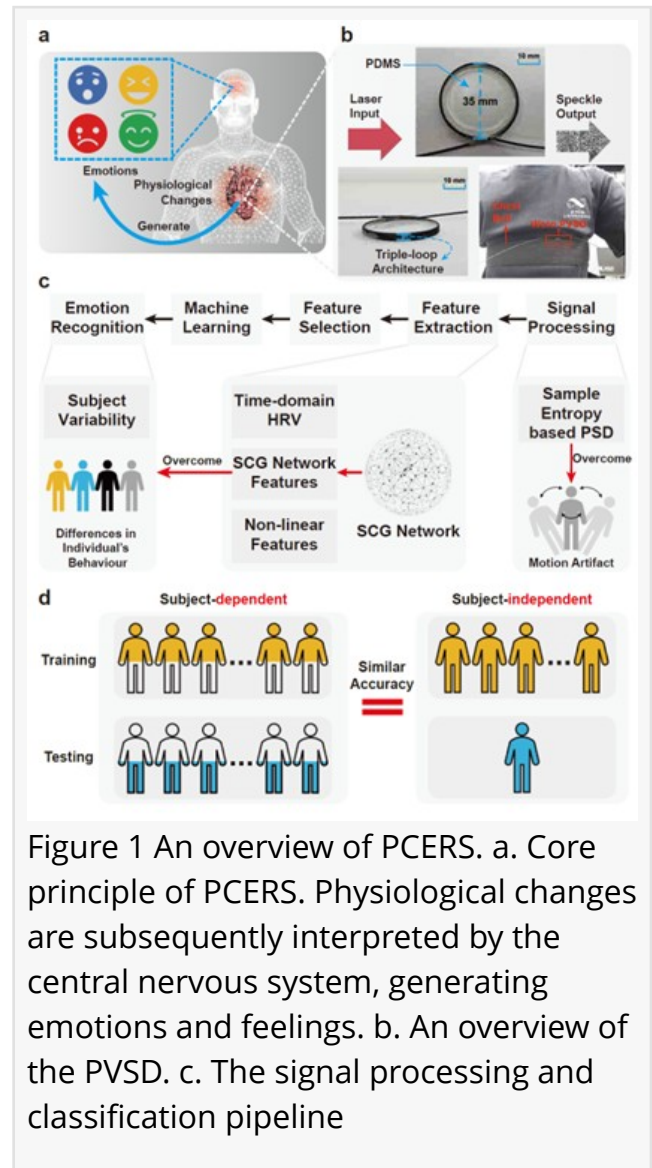 a
Emotions
Physiological
Changes
Generate
b
PDMS
10 mm
35 mm
Laser
Input
Speckle
Output
10 mm
Triple-loop
Architecture
c
Emotion
Recognition
Machine
Learning
Feature
Selection
Feature
Extraction
Signal
Processing
Subject
Variability
Differences in
Individual's
Behaviour
Overcome
Time-domain
HRV
SCG Network
Features
Non-linear
Features
SCG Network
Sample
Entropy
based PSD
Overcome
Motion Artifact
d
Subject-dependent
Subject-independent
Training
...
Similar
Accuracy
...
Testing
...
Figure 1 An overview of PCERS. a. Core
principle of PCERS. Physiological changes
are subsequently interpreted by the
central nervous system, generating
emotions and feelings. b. An overview of
the PVSD. c. The signal processing and
classification pipeline